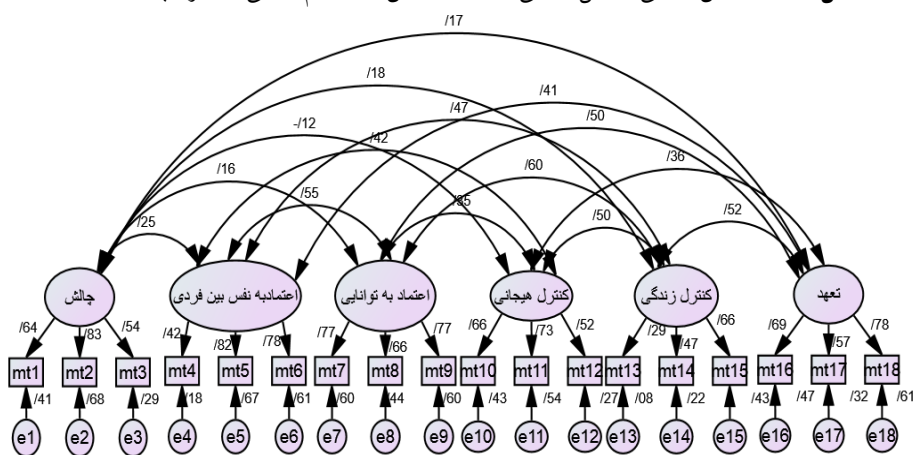 /17
/18
/41
/47
/50
-/12
/42
/36
/16
/60
/55
/50
/52
/25
چالش
اعتمادبه نفس بین فردی
اعتماد به توانایی
کنترل هیجانی
کنترل زندگی
تعهد
/64 /83 /54 /42 /82 /78 /77 /66 /77 /66 /73 /52 /29 /47 /66 /69 /57 /78
mt1 mt2 mt3 mt4 mt5 mt6 mt7 mt8 mt9 mt10 mt11 mt12 mt13 mt14 mt15 mt16 mt17 mt18
/41 /68 /29 /18 /67 /61 /60 /44 /60 /43 /54 /27 /08 /22 /43 /47 /32 /61
e1 e2 e3 e4 e5 e6 e7 e8 e9 e10 e11 e12 e13 e14 e15 e16 e17 e18